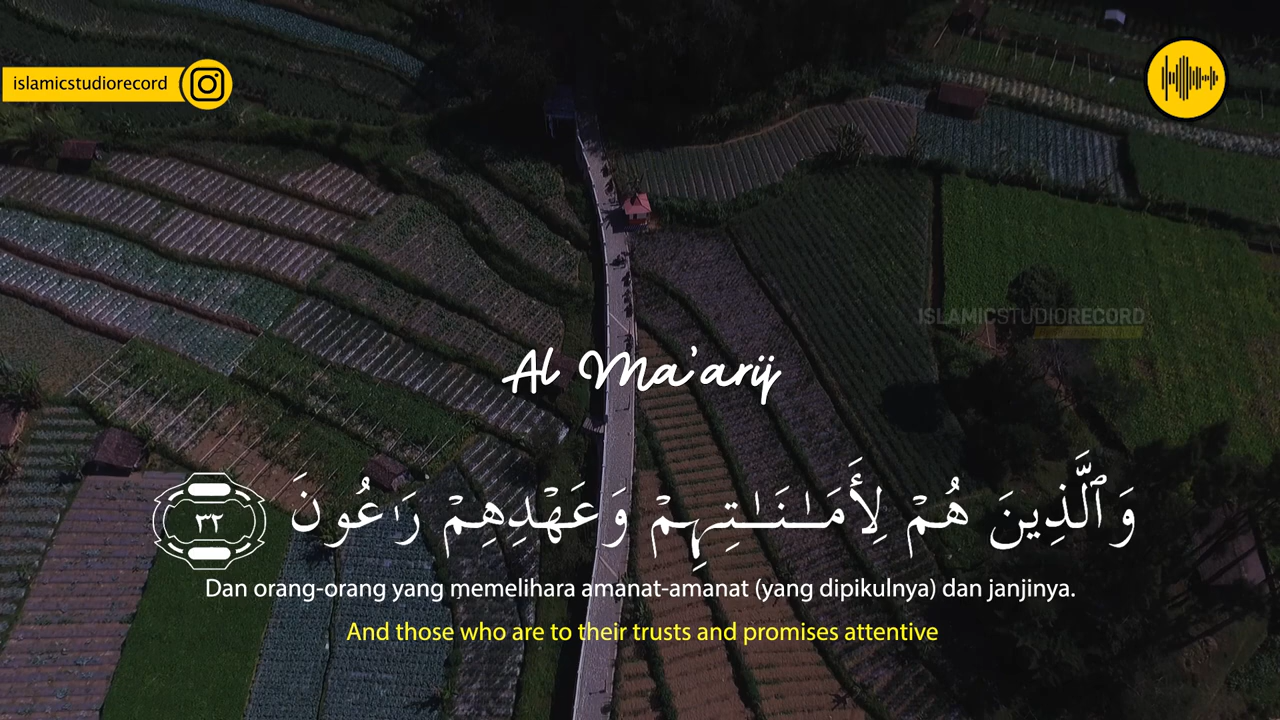 islamicstudiorecord
ISLAMICSTUDIORECORD
Al Ma'arij
وَٱلَّذِينَ هُمْ لِأَمَـٰنَـٰتِهِمْ وَعَهْدِهِمْ رَٰعُونَ ٣٢
Dan orang-orang yang memelihara amanat-amanat (yang dipikulnya) dan janjinya.
And those who are to their trusts and promises attentive